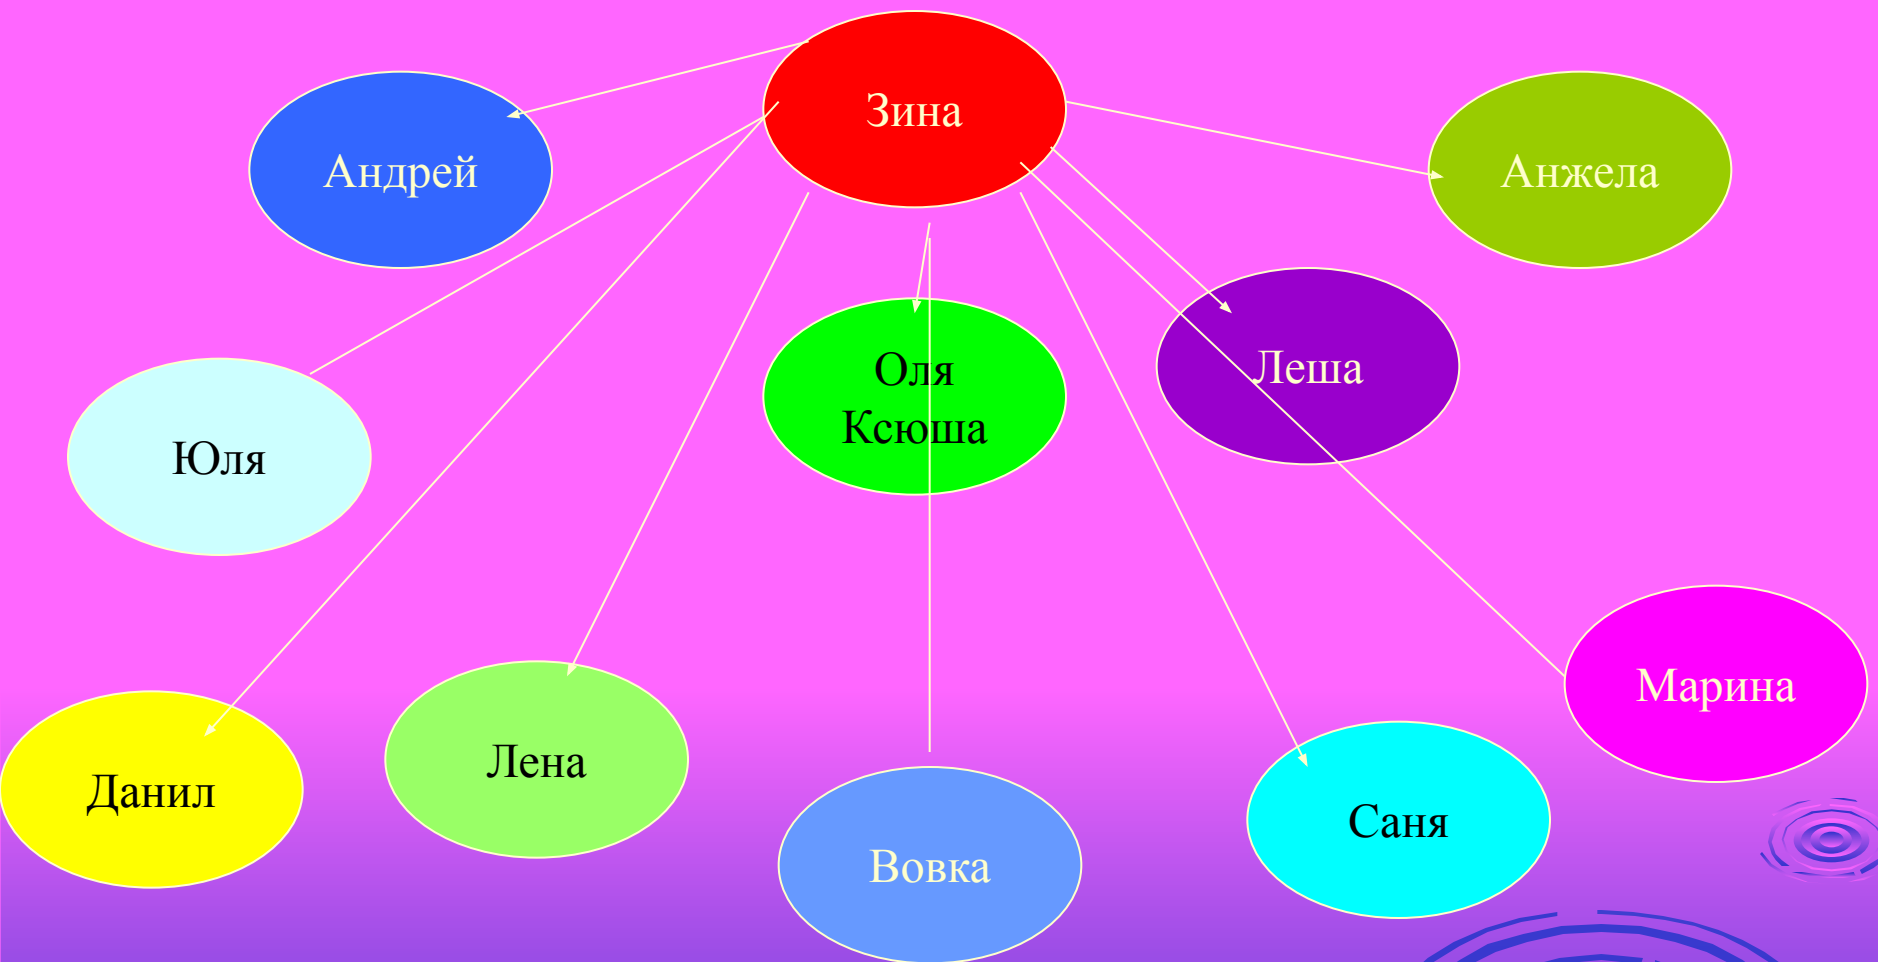 Зина
Андрей
Анжела
Оля
Ксюша
Леша
Юля
Марина
Данил
Лена
Вовка
Саня